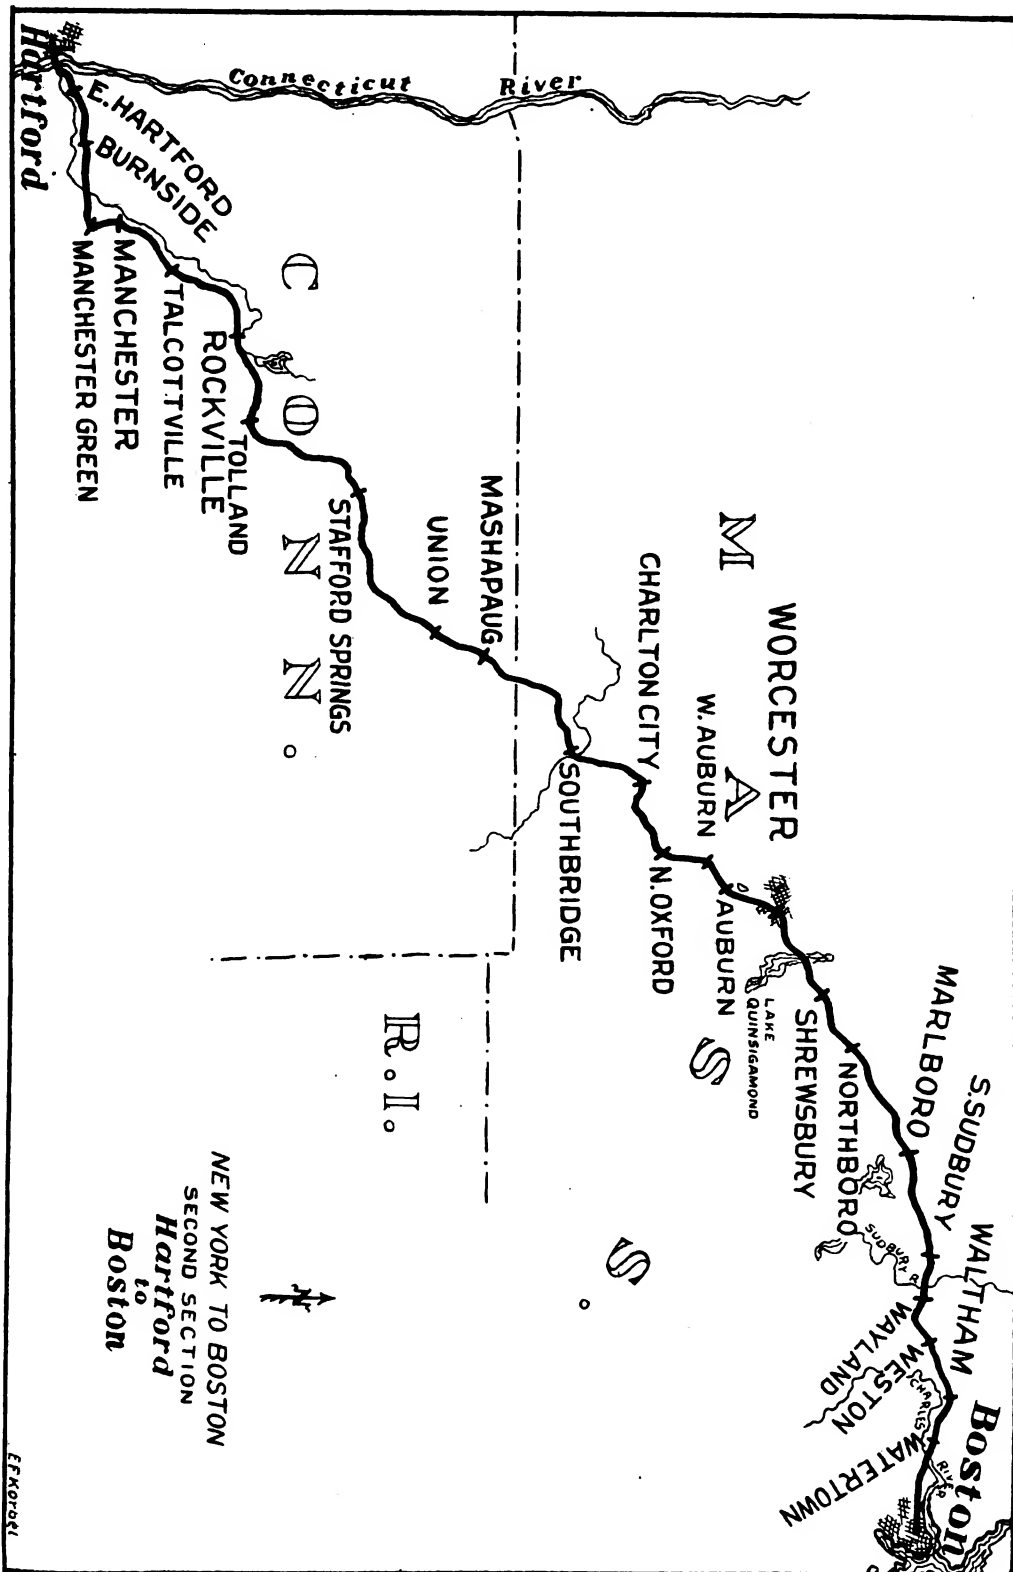 Hartford
Connecticut River
E. HARTFORD
BURNSIDE
MANCHESTER GREEN
MANCHESTER
TALCOTTVILLE
ROCKVILLE
TOLLAND
STAFFORD SPRINGS
UNION
MASHAPAUG
CONN.
SOUTHBRIDGE
CHARLTON CITY
N. OXFORD
W. AUBURN
AUBURN
WORCESTER
LAKE
QUINSIGAMOND
MASS.
SHREWSBURY
NORTHBORO
MARLBORO
S. SUDBURY
SUDBURY R.
WAYLAND
WESTON
WALTHAM
CHARLES RIVER
WATERTOWN
Boston
R.I.
N
NEW YORK TO BOSTON
SECOND SECTION
Hartford
to
Boston
EFKorbel